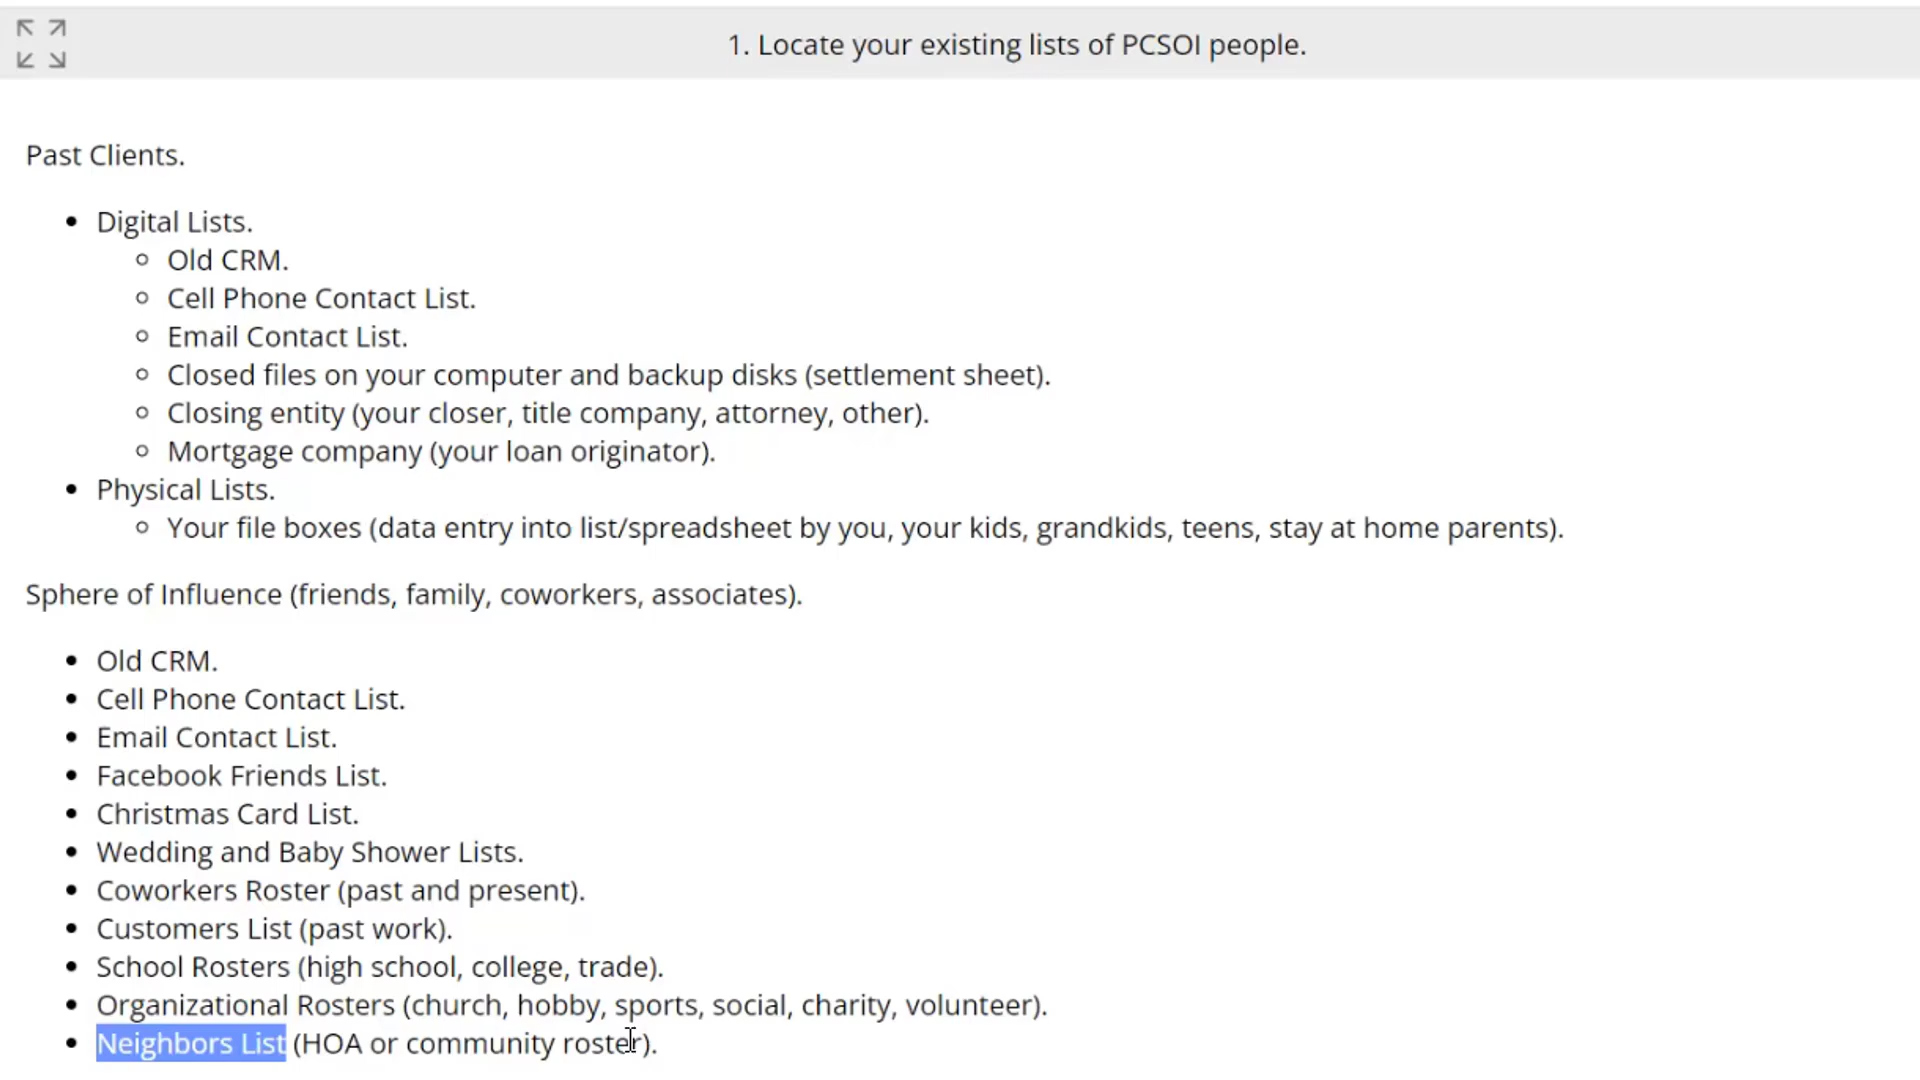 1. Locate your existing lists of PCSOI people.
Past Clients.
Digital Lists.
Old CRM.
Cell Phone Contact List.
Email Contact List.
Closed files on your computer and backup disks (settlement sheet).
Closing entity (your closer, title company, attorney, other).
Mortgage company (your loan originator).
Physical Lists.
Your file boxes (data entry into list/spreadsheet by you, your kids, grandkids, teens, stay at home parents).
Sphere of Influence (friends, family, coworkers, associates).
Old CRM.
Cell Phone Contact List.
Email Contact List.
Facebook Friends List.
Christmas Card List.
Wedding and Baby Shower Lists.
Coworkers Roster (past and present).
Customers List (past work).
School Rosters (high school, college, trade).
Organizational Rosters (church, hobby, sports, social, charity, volunteer).
Neighbors List (HOA or community roster).